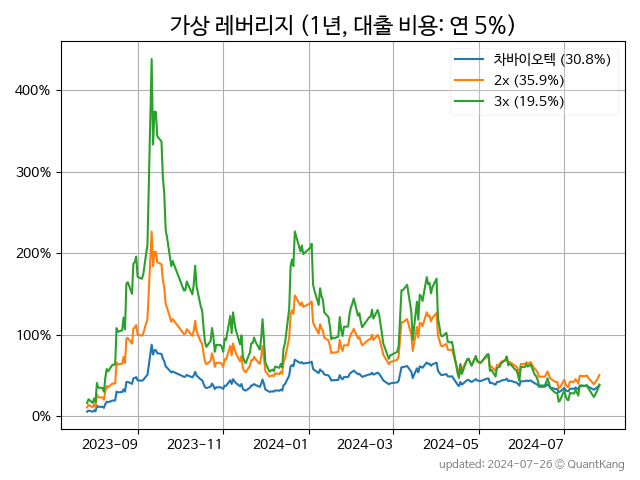 가상 레버리지 (1년, 대출 비용: 연 5%)
차바이오텍 (30.8%)
2x (35.9%)
3x (19.5%)
400%
300%
200%
100%
0%
2023-09 2023-11 2024-01 2024-03 2024-05 2024-07
updated: 2024-07-26 © QuantKang